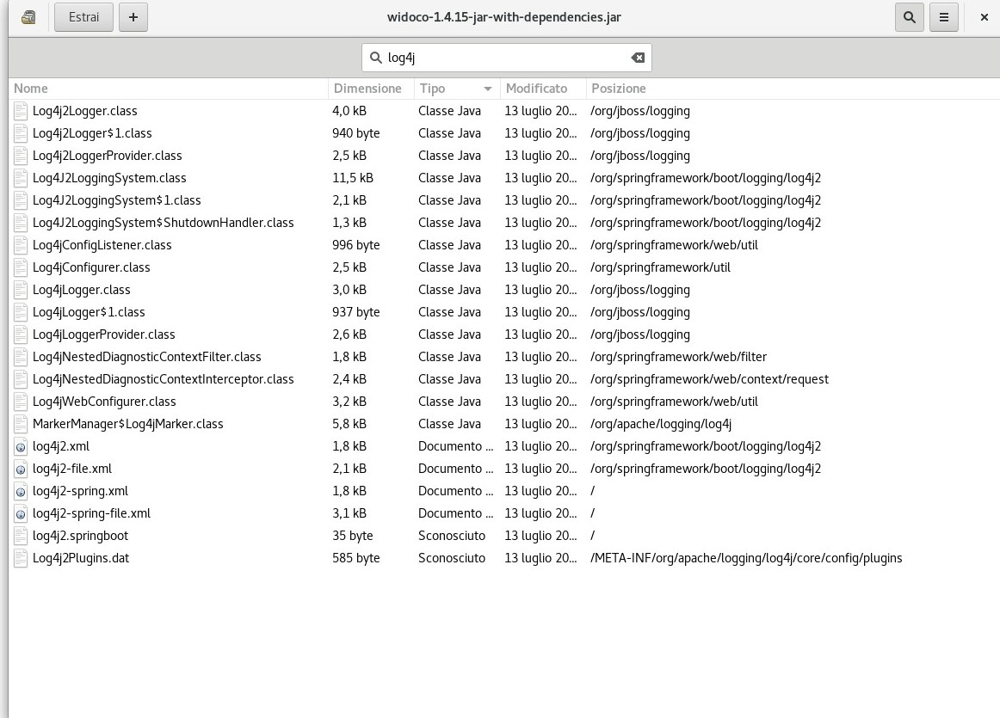 Estrai + widoco-1.4.15-jar-with-dependencies.jar
log4j
Nome Dimensione Tipo Modificato Posizione
Log4j2Logger.class 4,0 kB Classe Java 13 luglio 20... /org/jboss/logging
Log4j2Logger$1.class 940 byte Classe Java 13 luglio 20... /org/jboss/logging
Log4j2LoggerProvider.class 2,5 kB Classe Java 13 luglio 20... /org/jboss/logging
Log4J2LoggingSystem.class 11,5 kB Classe Java 13 luglio 20... /org/springframework/boot/logging/log4j2
Log4J2LoggingSystem$1.class 2,1 kB Classe Java 13 luglio 20... /org/springframework/boot/logging/log4j2
Log4J2LoggingSystem$ShutdownHandler.class 1,3 kB Classe Java 13 luglio 20... /org/springframework/boot/logging/log4j2
Log4jConfigListener.class 996 byte Classe Java 13 luglio 20... /org/springframework/web/util
Log4jConfigurer.class 2,5 kB Classe Java 13 luglio 20... /org/springframework/util
Log4jLogger.class 3,0 kB Classe Java 13 luglio 20... /org/jboss/logging
Log4jLogger$1.class 937 byte Classe Java 13 luglio 20... /org/jboss/logging
Log4jLoggerProvider.class 2,6 kB Classe Java 13 luglio 20... /org/jboss/logging
Log4jNestedDiagnosticContextFilter.class 1,8 kB Classe Java 13 luglio 20... /org/springframework/web/filter
Log4jNestedDiagnosticContextInterceptor.class 2,4 kB Classe Java 13 luglio 20... /org/springframework/web/context/request
Log4jWebConfigurer.class 3,2 kB Classe Java 13 luglio 20... /org/springframework/web/util
MarkerManager$Log4jMarker.class 5,8 kB Classe Java 13 luglio 20... /org/apache/logging/log4j
log4j2.xml 1,8 kB Documento ... 13 luglio 20... /org/springframework/boot/logging/log4j2
log4j2-file.xml 2,1 kB Documento ... 13 luglio 20... /org/springframework/boot/logging/log4j2
log4j2-spring.xml 1,8 kB Documento ... 13 luglio 20... /
log4j2-spring-file.xml 3,1 kB Documento ... 13 luglio 20... /
log4j2.springboot 35 byte Sconosciuto 13 luglio 20... /
Log4j2Plugins.dat 585 byte Sconosciuto 13 luglio 20... /META-INF/org/apache/logging/log4j/core/config/plugins